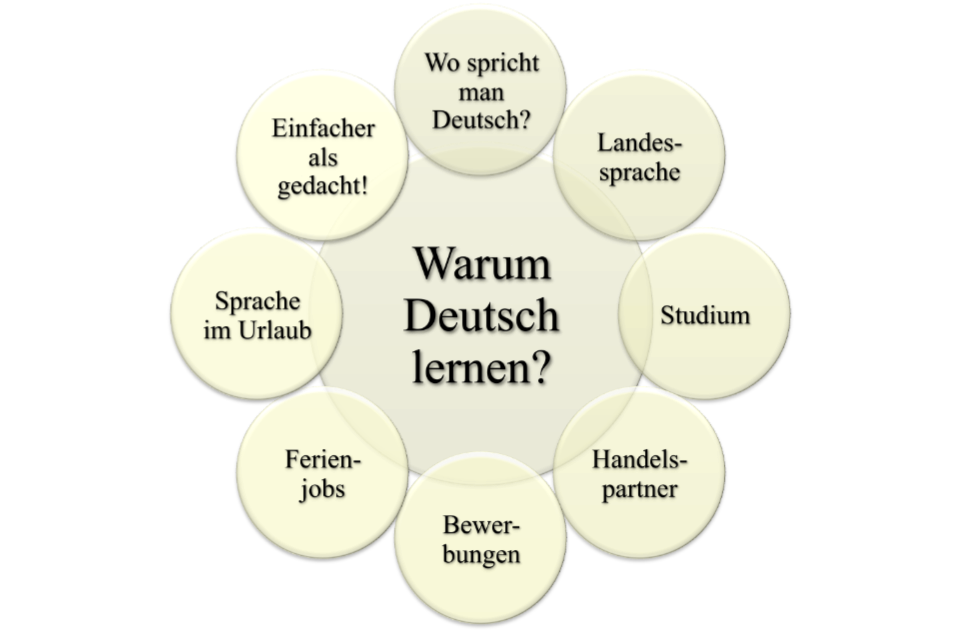 Warum
Deutsch
lernen?
Wo spricht
man
Deutsch?
Landes-
sprache
Studium
Handels-
partner
Bewer-
bungen
Ferien-
jobs
Sprache
im Urlaub
Einfacher
als
gedacht!